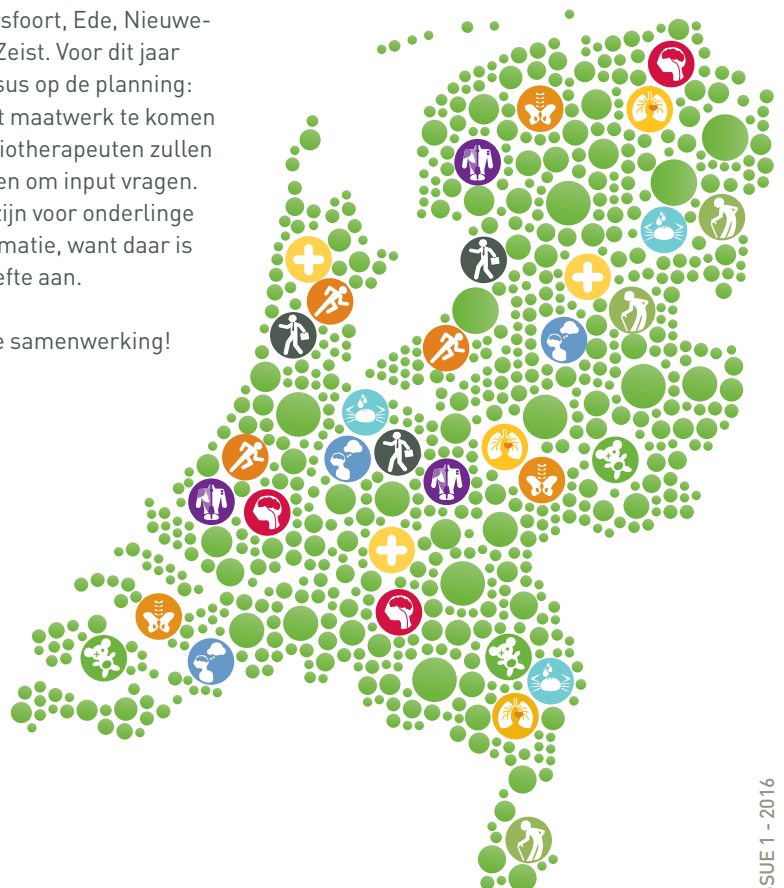 rsfoort, Ede, Nieuwe-
Zeist. Voor dit jaar
sus op de planning:
t maatwerk te komen
iotherapeuten zullen
en om input vragen.
zijn voor onderlinge
matie, want daar is
efte aan.
e samenwerking!
SUE 1 - 2016